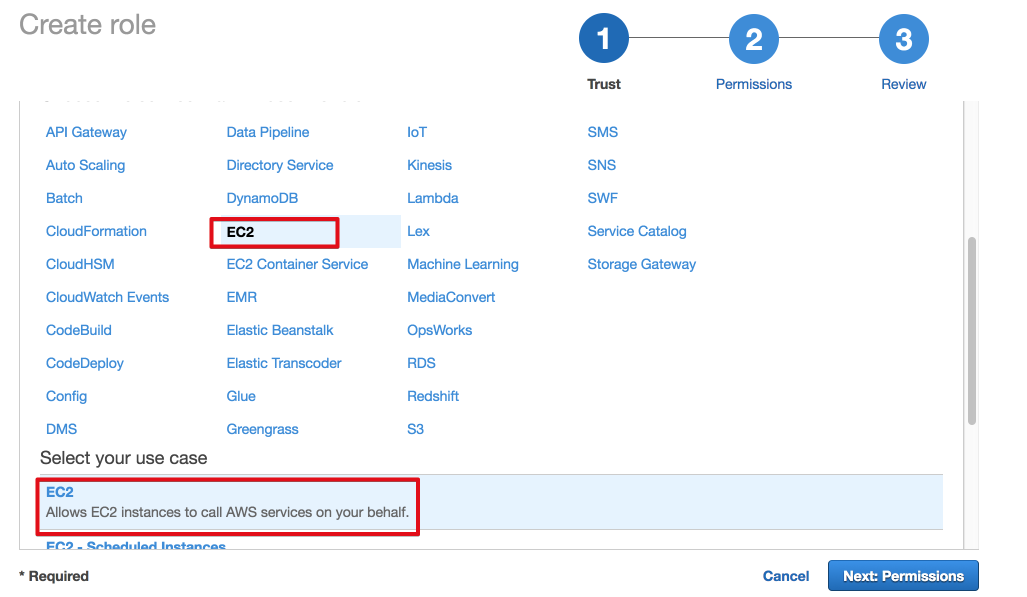 Create role
1 2 3
Trust Permissions Review
API Gateway Data Pipeline IoT SMS
Auto Scaling Directory Service Kinesis SNS
Batch DynamoDB Lambda SWF
CloudFormation EC2 Lex Service Catalog
CloudHSM EC2 Container Service Machine Learning Storage Gateway
CloudWatch Events EMR MediaConvert
CodeBuild Elastic Beanstalk OpsWorks
CodeDeploy Elastic Transcoder RDS
Config Glue Redshift
DMS Greengrass S3
Select your use case
EC2
Allows EC2 instances to call AWS services on your behalf.
EC2 - Scheduled Instances
* Required Cancel Next: Permissions